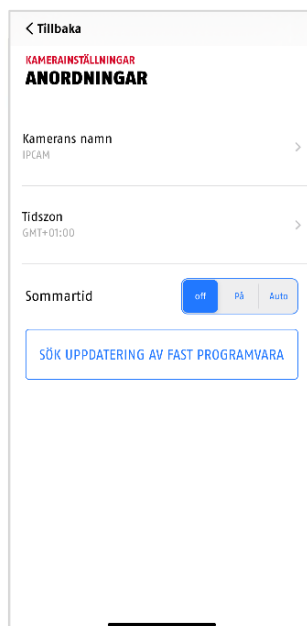 Tillbaka
KAMERAINSTÄLLNINGAR
ANORDNINGAR
Kamerans namn
IPCAM
Tidszon
GMT+01:00
Sommartid off På Auto
SÖK UPPDATERING AV FAST PROGRAMVARA